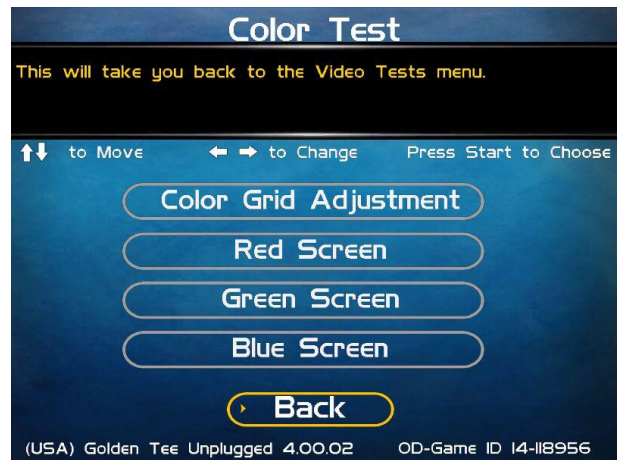 Color Test
This will take you back to the Video Tests menu.
to Move to Change Press Start to Choose
Color Grid Adjustment
Red Screen
Green Screen
Blue Screen
Back
(USA) Golden Tee Unplugged 4.00.02 OD-Game ID 14-118956